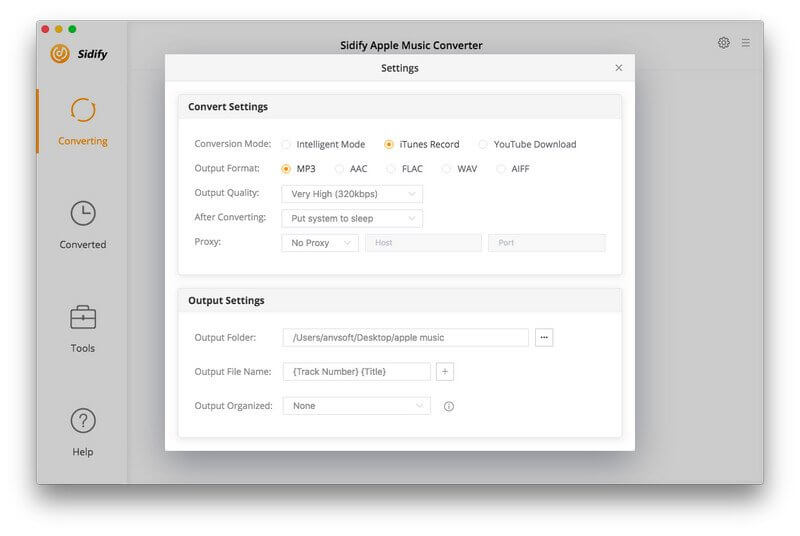 Sidify
Sidify Apple Music Converter
Settings
Converting
Converted
Tools
Help
Convert Settings
Conversion Mode: Intelligent Mode iTunes Record YouTube Download
Output Format: MP3 AAC FLAC WAV AIFF
Output Quality: Very High (320kbps)
After Converting: Put system to sleep
Proxy: No Proxy Host Port
Output Settings
Output Folder: /Users/anvsoft/Desktop/apple music
Output File Name: {Track Number} {Title}
Output Organized: None